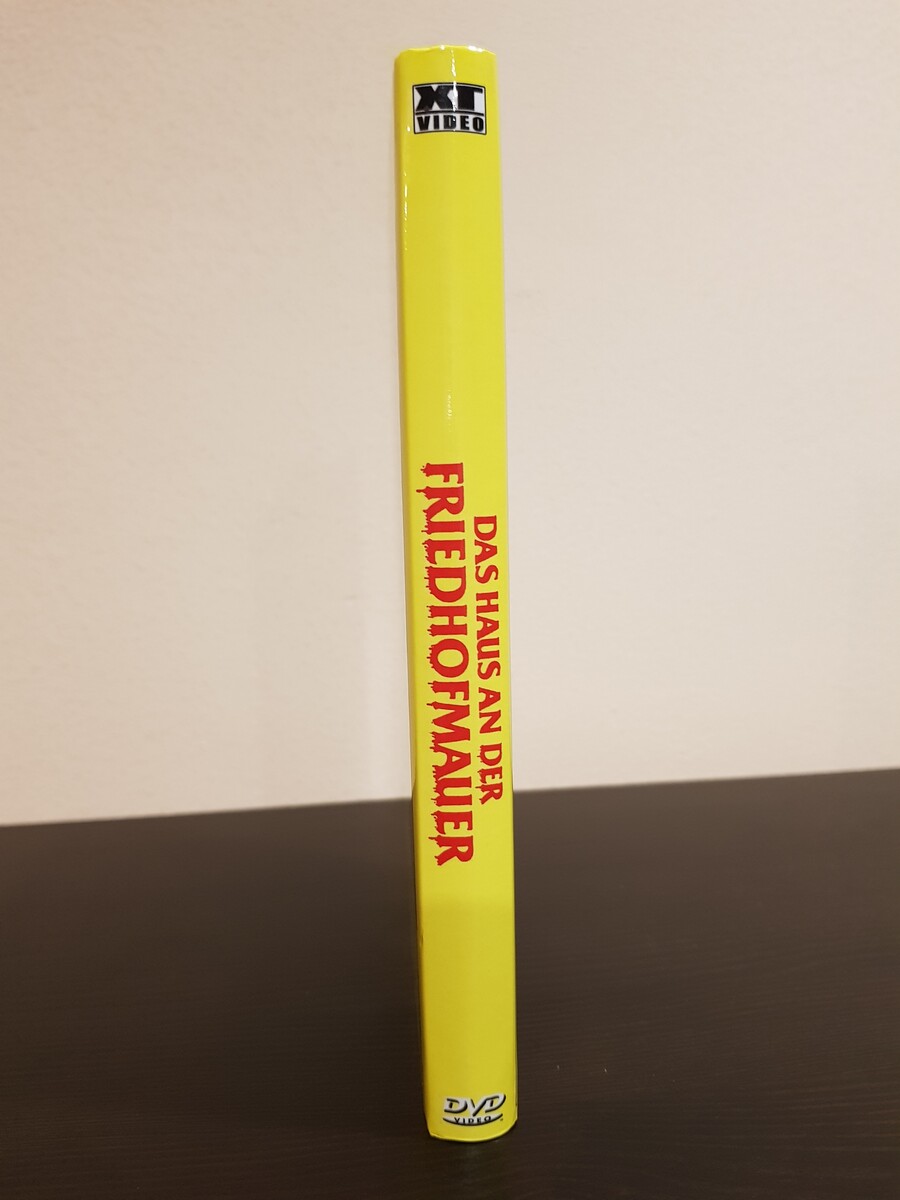 XT
VIDEO
DAS HAUS AN DER
FRIEDHOFMAUER
DVD
VIDEO